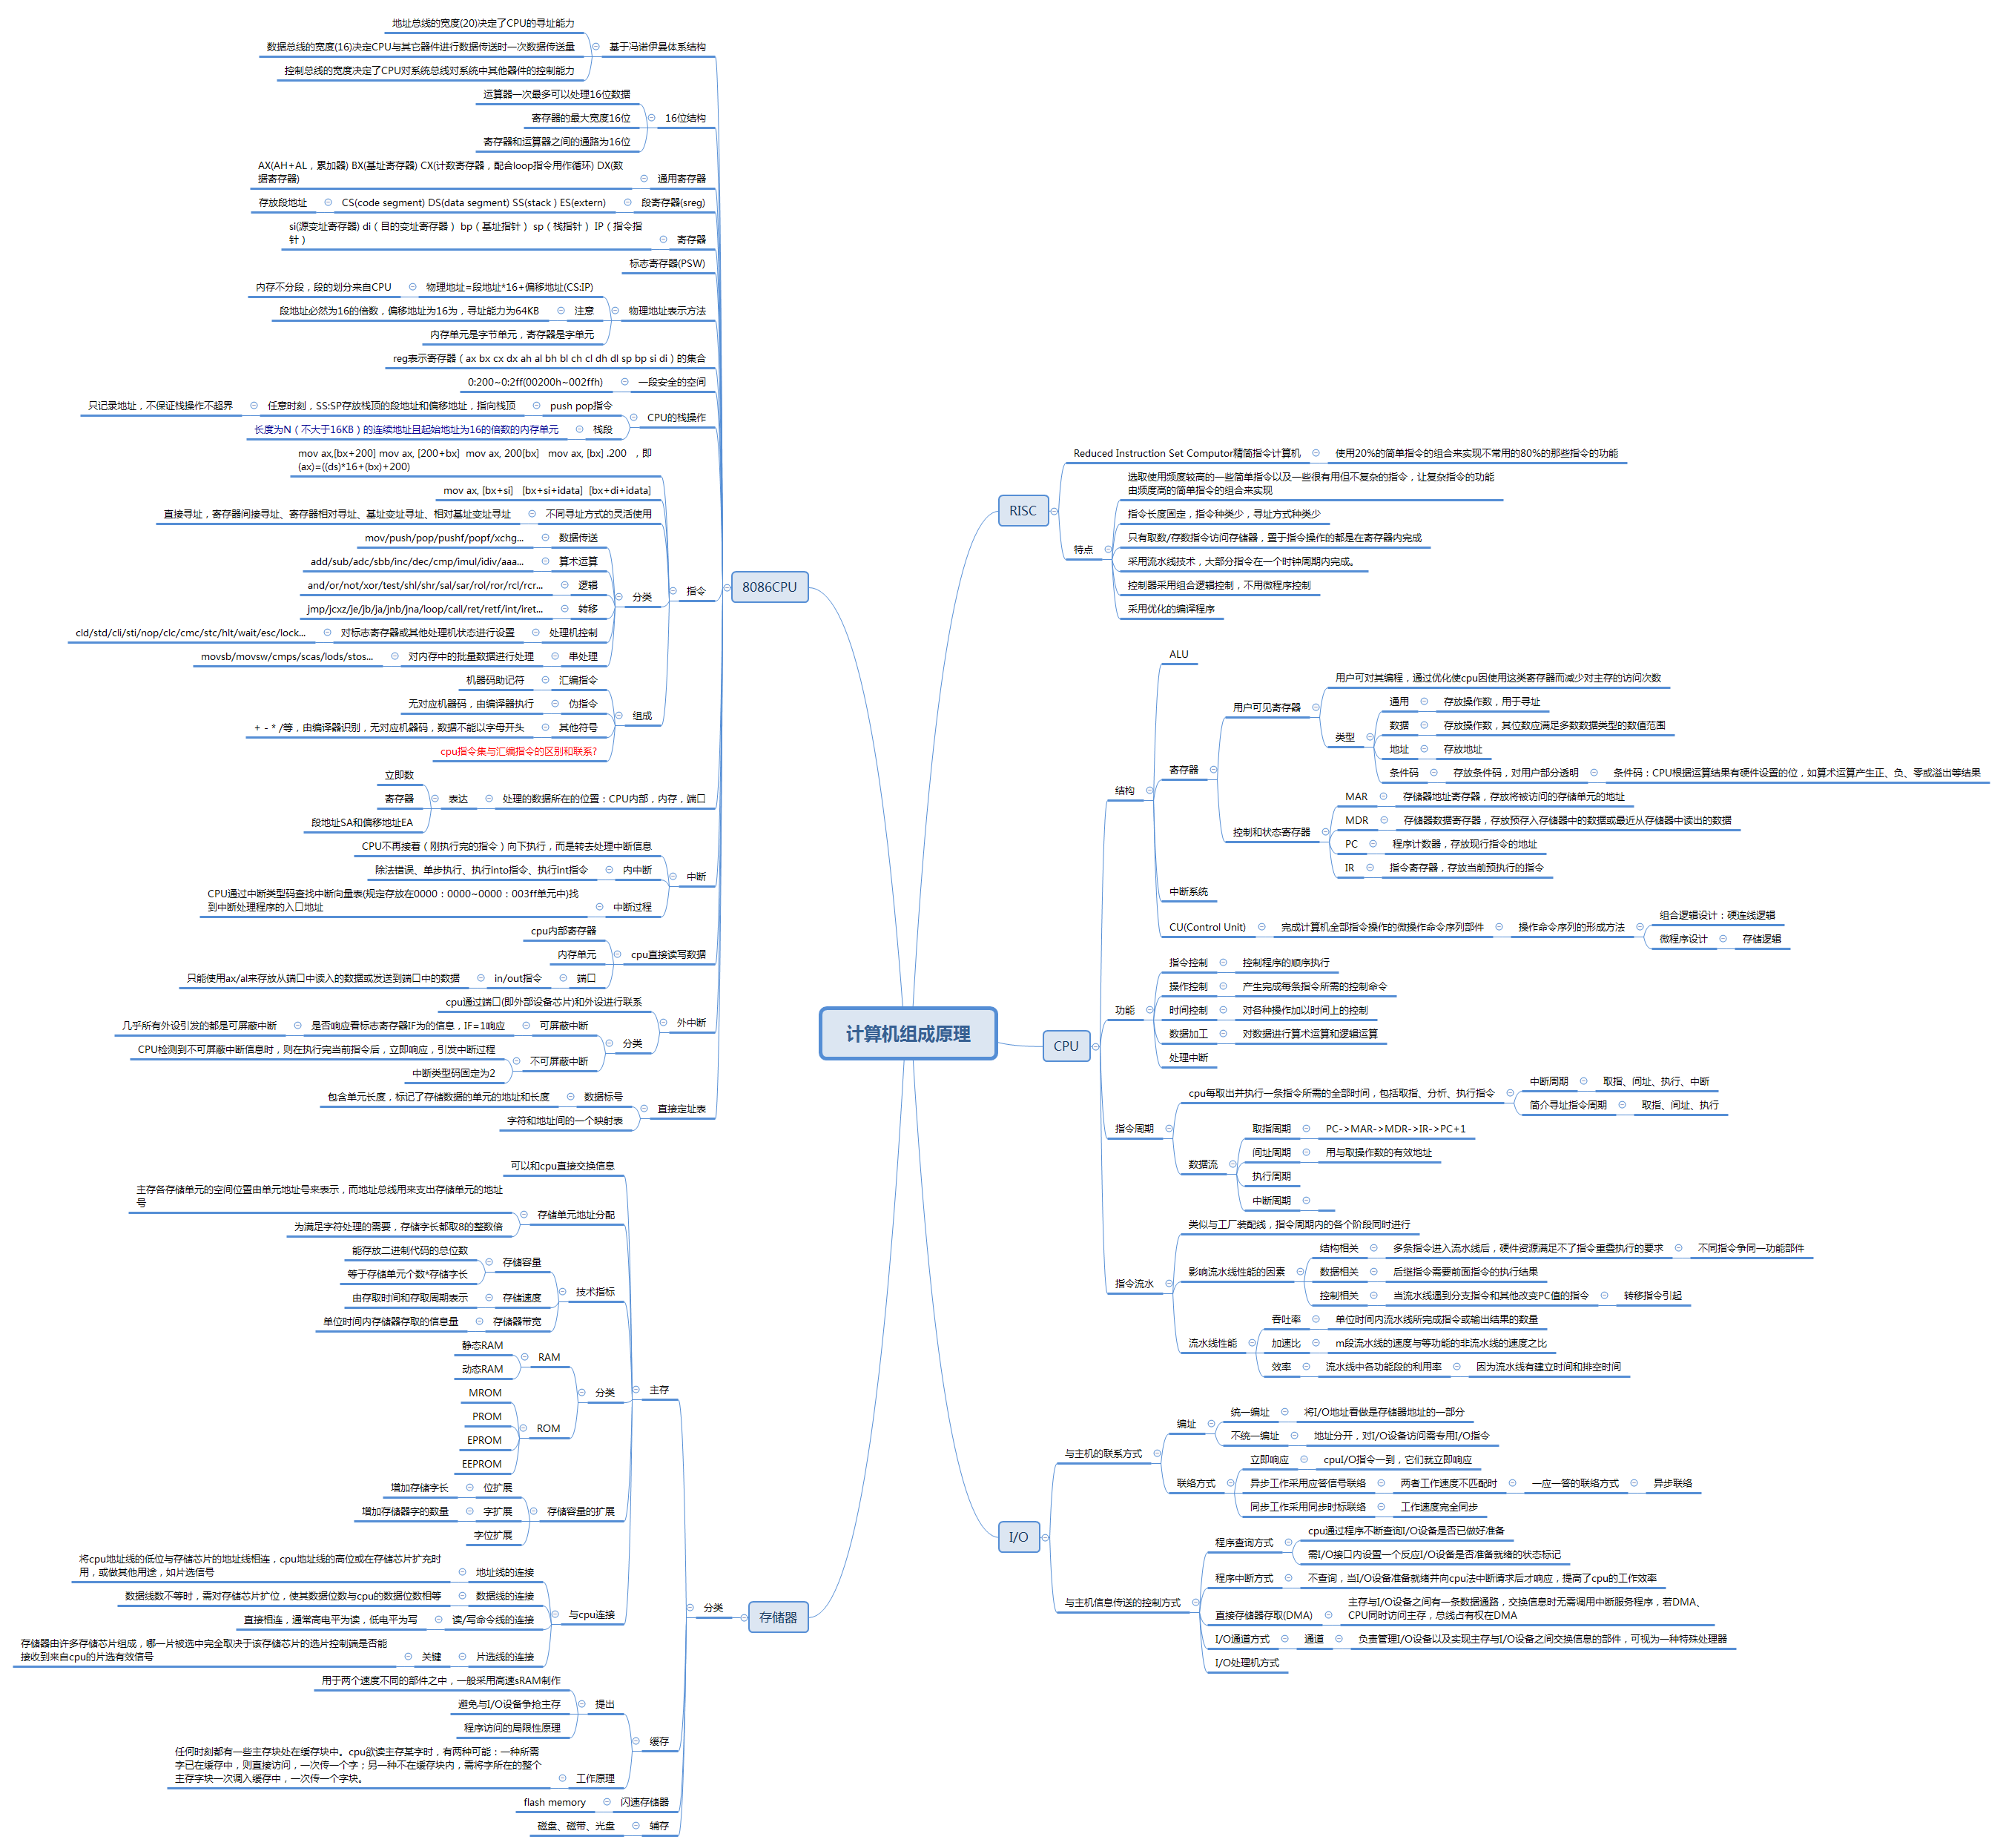 计算机组成原理
8086CPU
基于冯诺伊曼体系结构
地址总线的宽度(20)决定了CPU的寻址能力
数据总线的宽度(16)决定CPU与其它器件进行数据传送时一次数据传送量
控制总线的宽度决定了CPU对系统总线对系统中其他器件的控制能力
16位结构
运算器一次最多可以处理16位数据
寄存器的最大宽度16位
寄存器和运算器之间的通路为16位
通用寄存器
AX(AH+AL，累加器) BX(基址寄存器) CX(计数寄存器，配合loop指令用作循环) DX(数
据寄存器)
段寄存器(sreg)
CS(code segment) DS(data segment) SS(stack ) ES(extern)
存放段地址
寄存器
si(源变址寄存器) di（目的变址寄存器） bp（基址指针） sp（栈指针） IP（指令指
针）
标志寄存器(PSW)
物理地址表示方法
物理地址=段地址*16+偏移地址(CS:IP)
内存不分段，段的划分来自CPU
注意
段地址必然为16的倍数，偏移地址为16为，寻址能力为64KB
内存单元是字节单元，寄存器是字单元
reg表示寄存器（ax bx cx dx ah al bh bl ch cl dh dl sp bp si di）的集合
一段安全的空间
0:200~0:2ff(00200h~002ffh)
CPU的栈操作
push pop指令
任意时刻，SS:SP存放栈顶的段地址和偏移地址，指向栈顶
只记录地址，不保证栈操作不超界
栈段
长度为N（不大于16KB）的连续地址且起始地址为16的倍数的内存单元
指令
mov ax,[bx+200] mov ax, [200+bx]  mov ax, 200[bx]   mov ax, [bx] .200 ，即
(ax)=((ds)*16+(bx)+200)
mov ax, [bx+si]   [bx+si+idata]  [bx+di+idata]
不同寻址方式的灵活使用
直接寻址，寄存器间接寻址、寄存器相对寻址、基址变址寻址、相对基址变址寻址
分类
数据传送
mov/push/pop/pushf/popf/xchg...
算术运算
add/sub/adc/sbb/inc/dec/cmp/imul/idiv/aaa...
逻辑
and/or/not/xor/test/shl/shr/sal/sar/rol/ror/rcl/rcr...
转移
jmp/jcxz/je/jb/ja/jnb/jna/loop/call/ret/retf/int/iret...
处理机控制
对标志寄存器或其他处理机状态进行设置
cld/std/cli/sti/nop/clc/cmc/stc/hlt/wait/esc/lock...
串处理
对内存中的批量数据进行处理
movsb/movsw/cmps/scas/lods/stos...
组成
汇编指令
机器码助记符
伪指令
无对应机器码，由编译器执行
其他符号
+ - * /等，由编译器识别，无对应机器码，数据不能以字母开头
cpu指令集与汇编指令的区别和联系?
处理的数据所在的位置：CPU内部，内存，端口
表达
立即数
寄存器
段地址SA和偏移地址EA
中断
CPU不再接着（刚执行完的指令）向下执行，而是转去处理中断信息
内中断
除法错误、单步执行、执行into指令、执行int指令
中断过程
CPU通过中断类型码查找中断向量表(规定存放在0000：0000~0000：003ff单元中)找
到中断处理程序的入口地址
cpu直接读写数据
cpu内部寄存器
内存单元
端口
in/out指令
只能使用ax/al来存放从端口中读入的数据或发送到端口中的数据
外中断
cpu通过端口(即外部设备芯片)和外设进行联系
分类
可屏蔽中断
是否响应看标志寄存器IF为的信息，IF=1响应
几乎所有外设引发的都是可屏蔽中断
不可屏蔽中断
CPU检测到不可屏蔽中断信息时，则在执行完当前指令后，立即响应，引发中断过程
中断类型码固定为2
直接定址表
数据标号
包含单元长度，标记了存储数据的单元的地址和长度
字符和地址间的一个映射表
存储器
分类
主存
可以和cpu直接交换信息
存储单元地址分配
主存各存储单元的空间位置由单元地址号来表示，而地址总线用来支出存储单元的地址
号
为满足字符处理的需要，存储字长都取8的整数倍
技术指标
存储容量
能存放二进制代码的总位数
等于存储单元个数*存储字长
存储速度
由存取时间和存取周期表示
存储器带宽
单位时间内存储器存取的信息量
分类
RAM
静态RAM
动态RAM
ROM
MROM
PROM
EPROM
EEPROM
存储容量的扩展
位扩展
增加存储字长
字扩展
增加存储器字的数量
字位扩展
与cpu连接
地址线的连接
将cpu地址线的低位与存储芯片的地址线相连，cpu地址线的高位或在存储芯片扩充时
用，或做其他用途，如片选信号
数据线的连接
数据线数不等时，需对存储芯片扩位，使其数据位数与cpu的数据位数相等
读/写命令线的连接
直接相连，通常高电平为读，低电平为写
片选线的连接
关键
存储器由许多存储芯片组成，哪一片被选中完全取决于该存储芯片的选片控制端是否能
接收到来自cpu的片选有效信号
缓存
提出
用于两个速度不同的部件之中，一般采用高速sRAM制作
避免与I/O设备争抢主存
程序访问的局限性原理
工作原理
任何时刻都有一些主存块处在缓存块中。cpu欲读主存某字时，有两种可能：一种所需
字已在缓存中，则直接访问，一次传一个字；另一种不在缓存块内，需将字所在的整个
主存字块一次调入缓存中，一次传一个字块。
闪速存储器
flash memory
辅存
磁盘、磁带、光盘
RISC
Reduced Instruction Set Computor精简指令计算机
使用20%的简单指令的组合来实现不常用的80%的那些指令的功能
特点
选取使用频度较高的一些简单指令以及一些很有用但不复杂的指令，让复杂指令的功能
由频度高的简单指令的组合来实现
指令长度固定，指令种类少，寻址方式种类少
只有取数/存数指令访问存储器，置于指令操作的都是在寄存器内完成
采用流水线技术，大部分指令在一个时钟周期内完成。
控制器采用组合逻辑控制，不用微程序控制
采用优化的编译程序
CPU
结构
ALU
寄存器
用户可见寄存器
用户可对其编程，通过优化使cpu因使用这类寄存器而减少对主存的访问次数
类型
通用
存放操作数，用于寻址
数据
存放操作数，其位数应满足多数数据类型的数值范围
地址
存放地址
条件码
存放条件码，对用户部分透明
条件码：CPU根据运算结果有硬件设置的位，如算术运算产生正、负、零或溢出等结果
控制和状态寄存器
MAR
存储器地址寄存器，存放将被访问的存储单元的地址
MDR
存储器数据寄存器，存放预存入存储器中的数据或最近从存储器中读出的数据
PC
程序计数器，存放现行指令的地址
IR
指令寄存器，存放当前预执行的指令
中断系统
CU(Control Unit)
完成计算机全部指令操作的微操作命令序列部件
操作命令序列的形成方法
组合逻辑设计：硬连线逻辑
微程序设计
存储逻辑
功能
指令控制
控制程序的顺序执行
操作控制
产生完成每条指令所需的控制命令
时间控制
对各种操作加以时间上的控制
数据加工
对数据进行算术运算和逻辑运算
处理中断
指令周期
cpu每取出并执行一条指令所需的全部时间，包括取指、分析、执行指令
中断周期
取指、间址、执行、中断
简介寻址指令周期
取指、间址、执行
数据流
取指周期
PC->MAR->MDR->IR->PC+1
间址周期
用与取操作数的有效地址
执行周期
中断周期
指令流水
类似与工厂装配线，指令周期内的各个阶段同时进行
影响流水线性能的因素
结构相关
多条指令进入流水线后，硬件资源满足不了指令重叠执行的要求
不同指令争同一功能部件
数据相关
后继指令需要前面指令的执行结果
控制相关
当流水线遇到分支指令和其他改变PC值的指令
转移指令引起
流水线性能
吞吐率
单位时间内流水线所完成指令或输出结果的数量
加速比
m段流水线的速度与等功能的非流水线的速度之比
效率
流水线中各功能段的利用率
因为流水线有建立时间和排空时间
I/O
与主机的联系方式
编址
统一编址
将I/O地址看做是存储器地址的一部分
不统一编址
地址分开，对I/O设备访问需专用I/O指令
联络方式
立即响应
cpuI/O指令一到，它们就立即响应
异步工作采用应答信号联络
两者工作速度不匹配时
一应一答的联络方式
异步联络
同步工作采用同步时标联络
工作速度完全同步
与主机信息传送的控制方式
程序查询方式
cpu通过程序不断查询I/O设备是否已做好准备
需I/O接口内设置一个反应I/O设备是否准备就绪的状态标记
程序中断方式
不查询，当I/O设备准备就绪并向cpu法中断请求后才响应，提高了cpu的工作效率
直接存储器存取(DMA)
主存与I/O设备之间有一条数据通路，交换信息时无需调用中断服务程序，若DMA、
CPU同时访问主存，总线占有权在DMA
I/O通道方式
通道
负责管理I/O设备以及实现主存与I/O设备之间交换信息的部件，可视为一种特殊处理器
I/O处理机方式